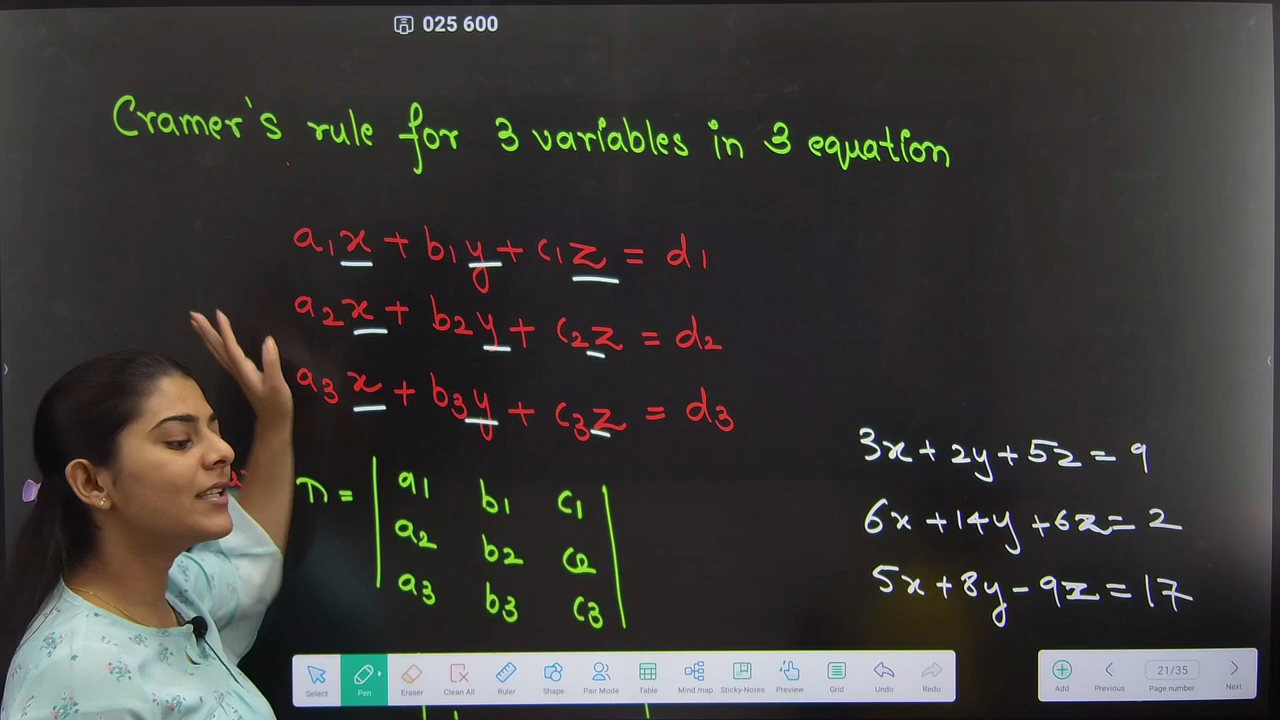 025 600
Cramer's rule for 3 variables in 3 equation
a1x + b1y + c1z = d1
a2x + b2y + c2z = d2
a3x + b3y + c3z = d3
3x + 2y + 5z = 9
6x + 14y + 6z = 2
5x + 8y - 9z = 17
a1 b1 c1
a2 b2 c2
a3 b3 c3
Select Pen Eraser Clean All Ruler Shape Pair Mode Table Mind map Sticky-Notes Preview Grid Undo Redo
Add Previous 21/35 Page number Next